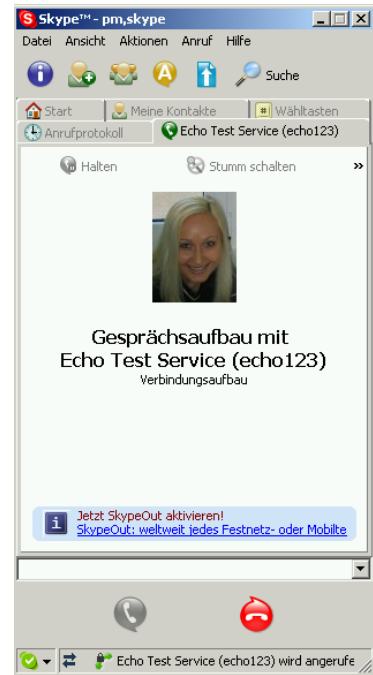 S Skype™ - pm,skype
Datei Ansicht Aktionen Anruf Hilfe
i A Suche
Start Meine Kontakte # Wähltasten
Anrufprotokoll Echo Test Service (echo123)
Halten Stumm schalten »
Gesprächsaufbau mit
Echo Test Service (echo123)
Verbindungsaufbau
i Jetzt SkypeOut aktivieren!
SkypeOut: weltweit jedes Festnetz- oder Mobilte
Echo Test Service (echo123) wird angerufe